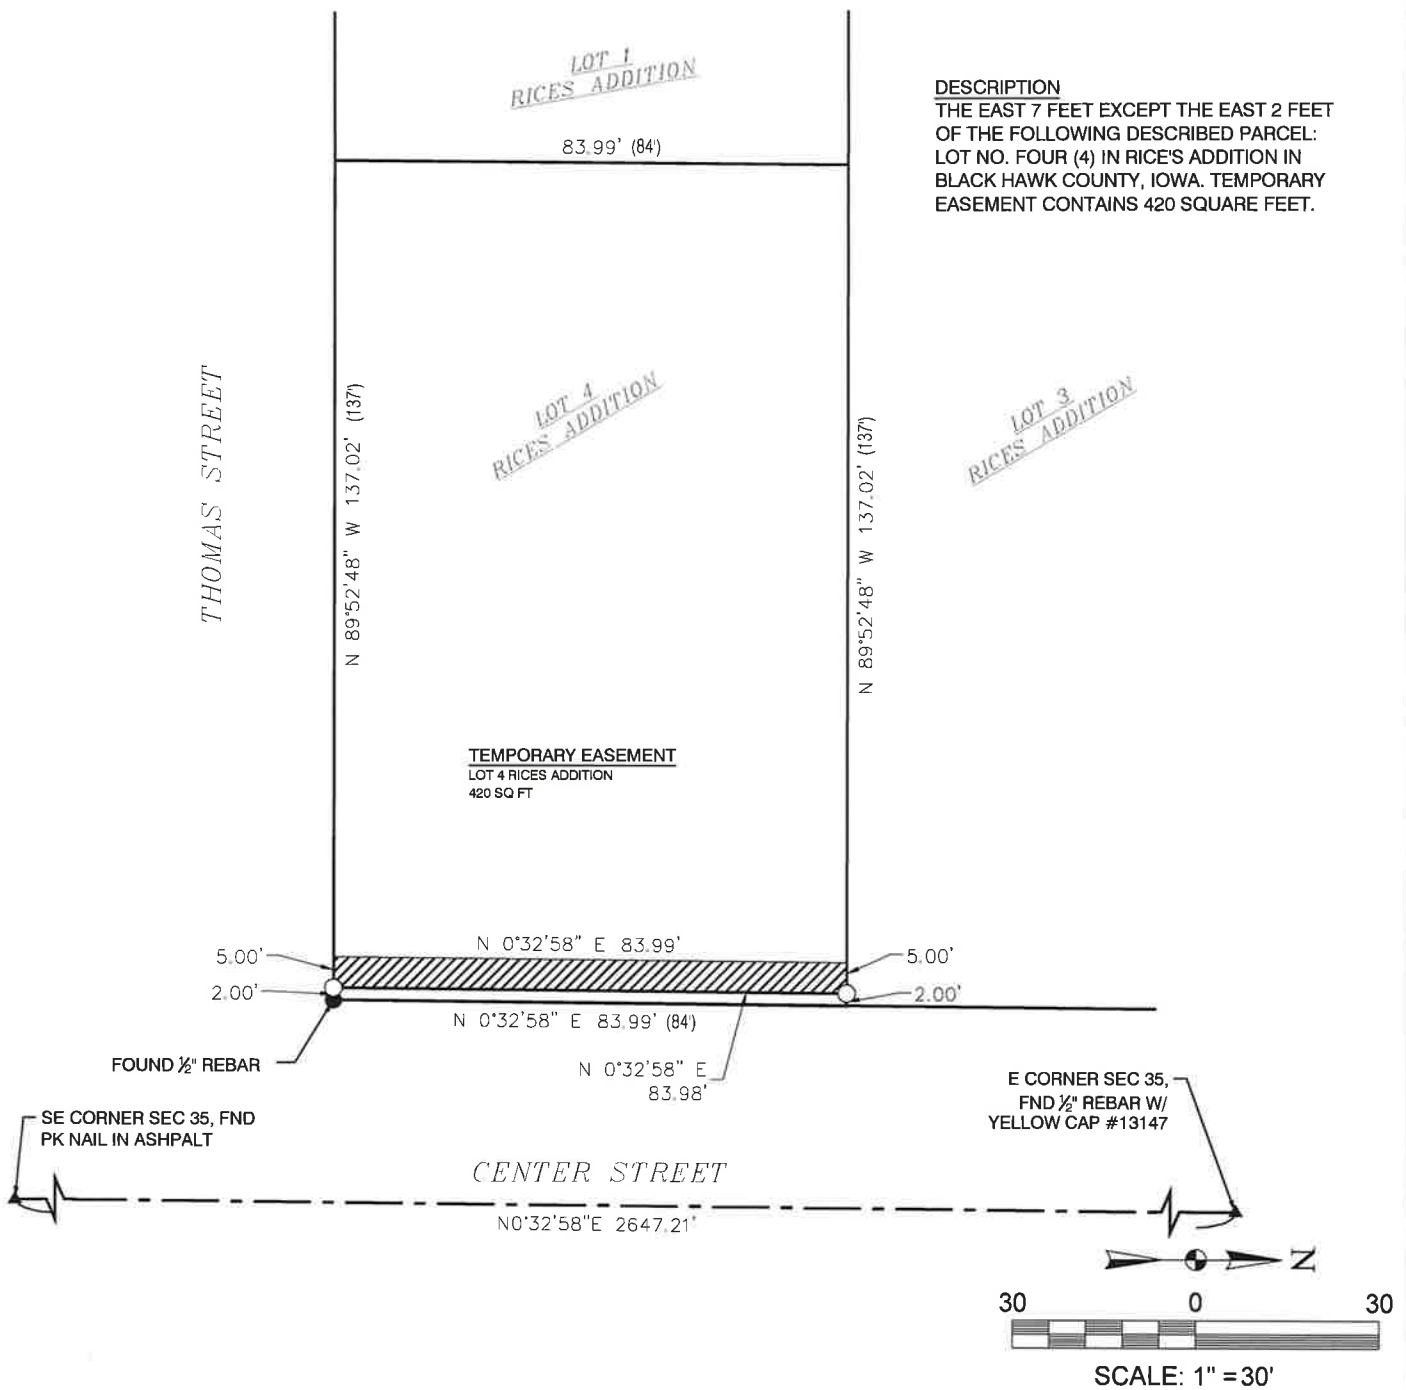 LOT 1
RICES ADDITION
83.99' (84')
DESCRIPTION
THE EAST 7 FEET EXCEPT THE EAST 2 FEET
OF THE FOLLOWING DESCRIBED PARCEL:
LOT NO. FOUR (4) IN RICE'S ADDITION IN
BLACK HAWK COUNTY, IOWA. TEMPORARY
EASEMENT CONTAINS 420 SQUARE FEET.
THOMAS STREET
N 89°52'48" W 137.02' (137')
LOT 4
RICES ADDITION
N 89°52'48" W 137.02' (137')
LOT 3
RICES ADDITION
TEMPORARY EASEMENT
LOT 4 RICES ADDITION
420 SQ FT
N 0°32'58" E 83.99'
5.00'
5.00'
2.00'
2.00'
N 0°32'58" E 83.99' (84')
FOUND ½" REBAR
N 0°32'58" E
83.98'
SE CORNER SEC 35, FND
PK NAIL IN ASHPALT
E CORNER SEC 35,
FND ½" REBAR W/
YELLOW CAP #13147
CENTER STREET
N0°32'58"E 2647.21'
N
30 0 30
SCALE: 1" = 30'